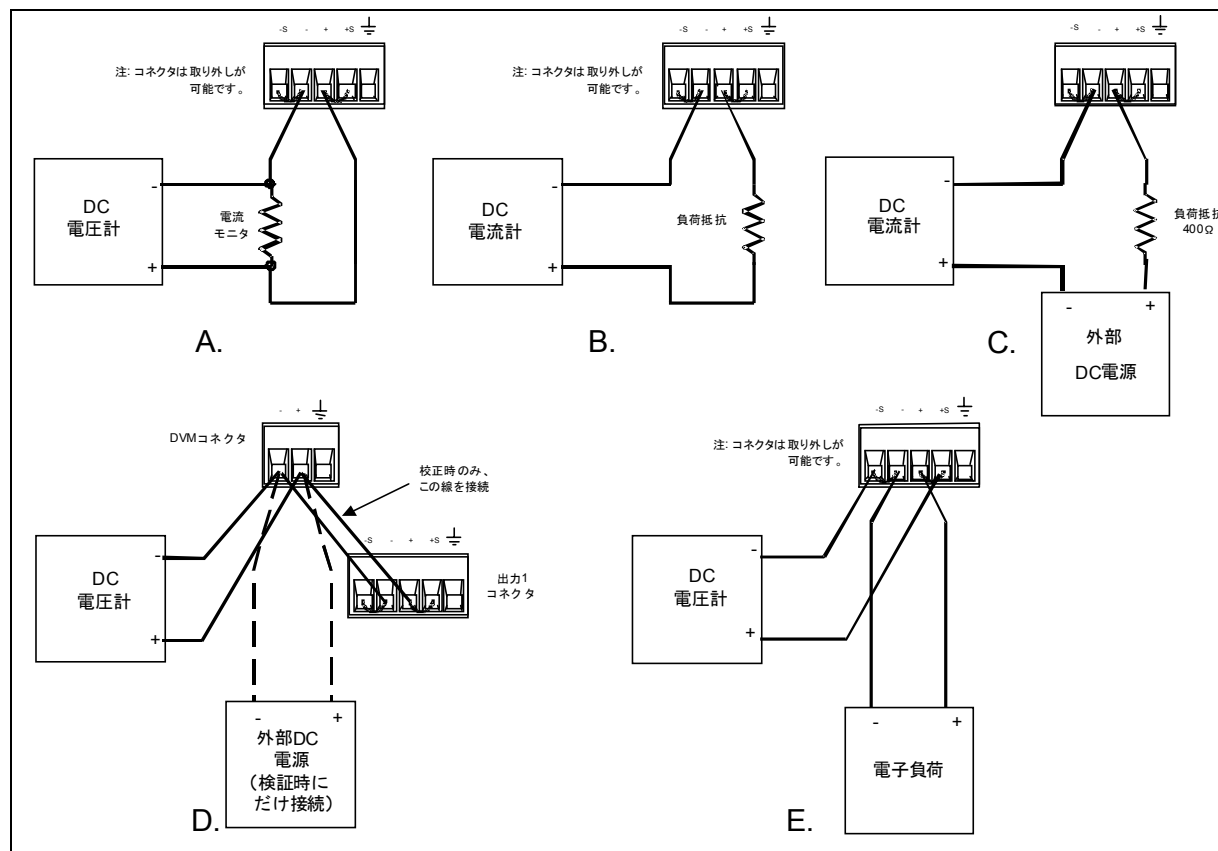 -S - + +S
注: コネクタは取り外しが
可能です。
DC
電圧計
-
+
電流
モニタ
A.
-S - + +S
注: コネクタは取り外しが
可能です。
DC
電流計
-
+
負荷抵抗
B.
-S - + +S
DC
電流計
-
+
負荷抵抗
400Ω
- +
外部
DC電源
C.
- +
DVMコネクタ
校正時のみ、
この線を接続
-S - + +S
出力1
コネクタ
DC
電圧計
-
+
- +
外部DC
電源
(検証時に
だけ接続)
D.
-S - + +S
注: コネクタは取り外しが
可能です。
DC
電圧計
-
+
- +
電子負荷
E.